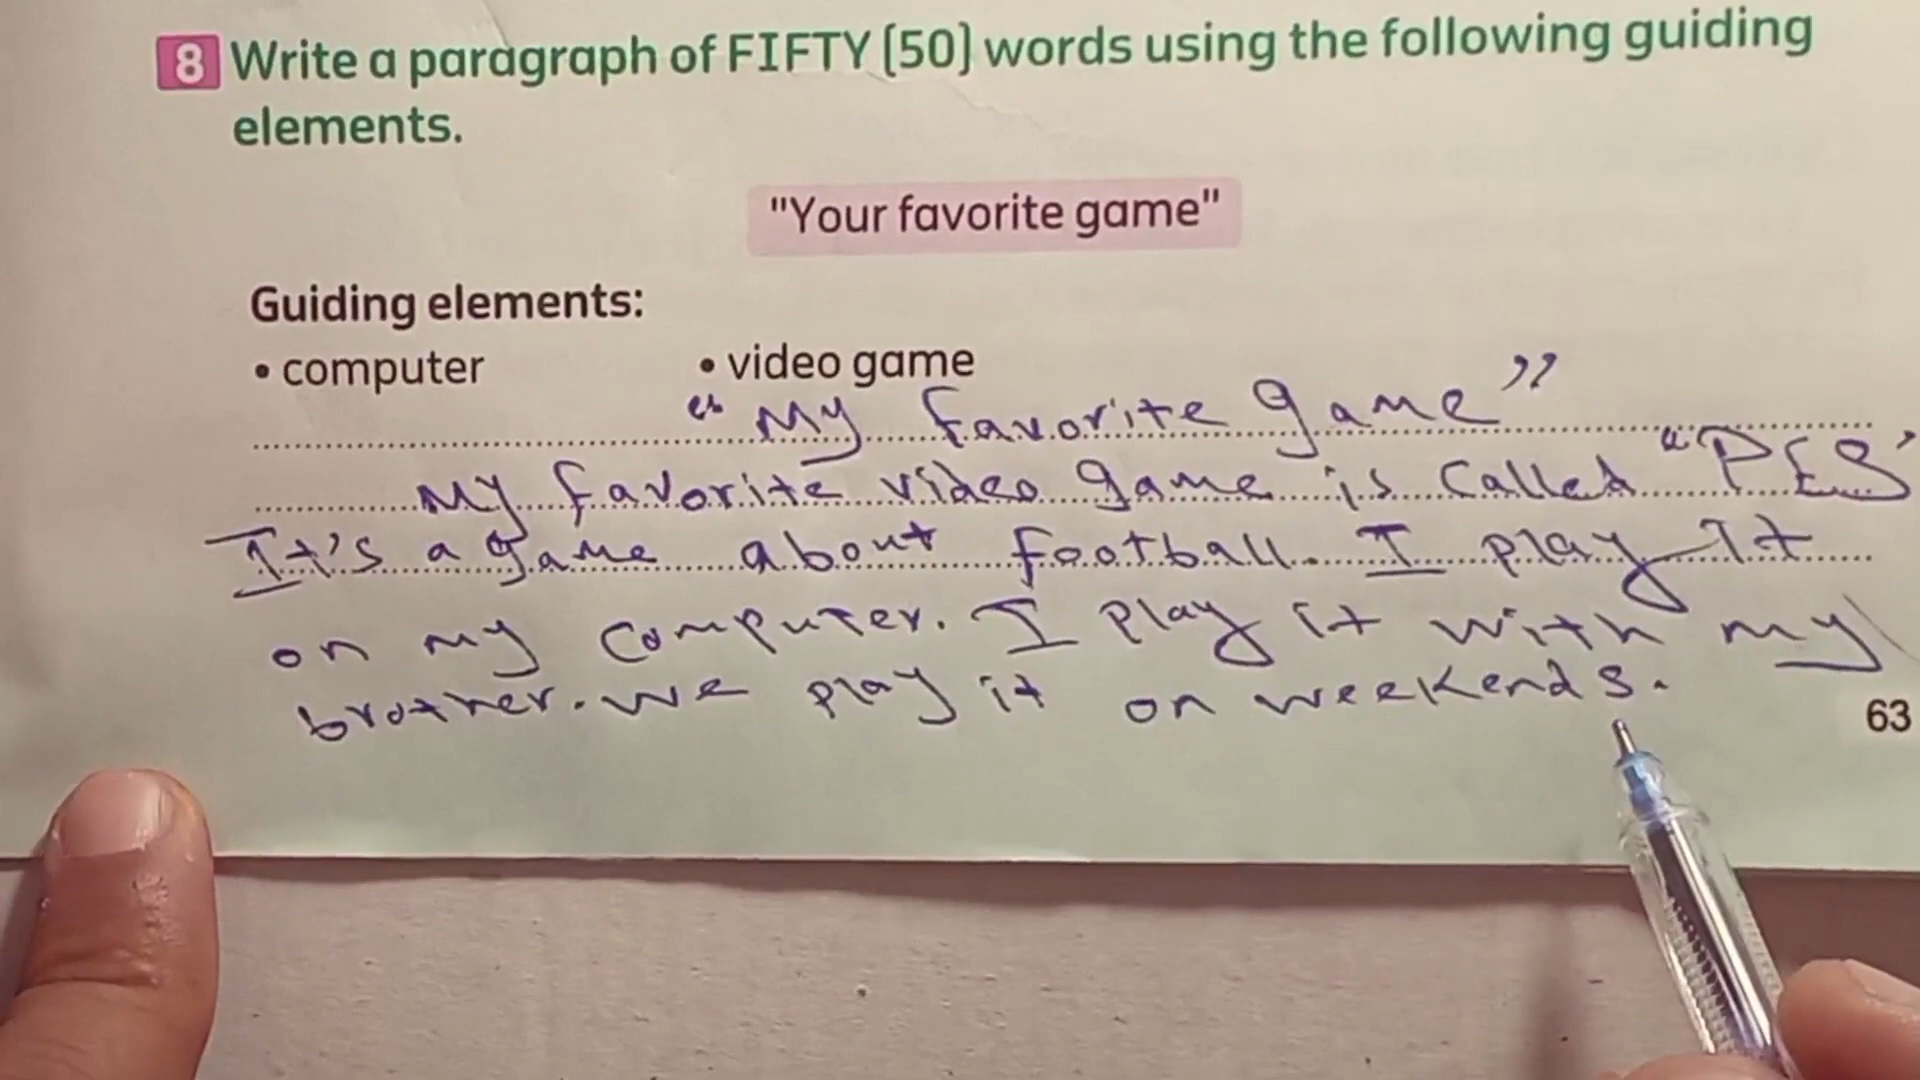 8 Write a paragraph of FIFTY (50) words using the following guiding
elements.
"Your favorite game"
Guiding elements:
• computer • video game
"My favorite game"
My favorite video game is called "PES"
It's a game about football. I play It
on my computer. I play it with my
brother. We play it on weekends.
63